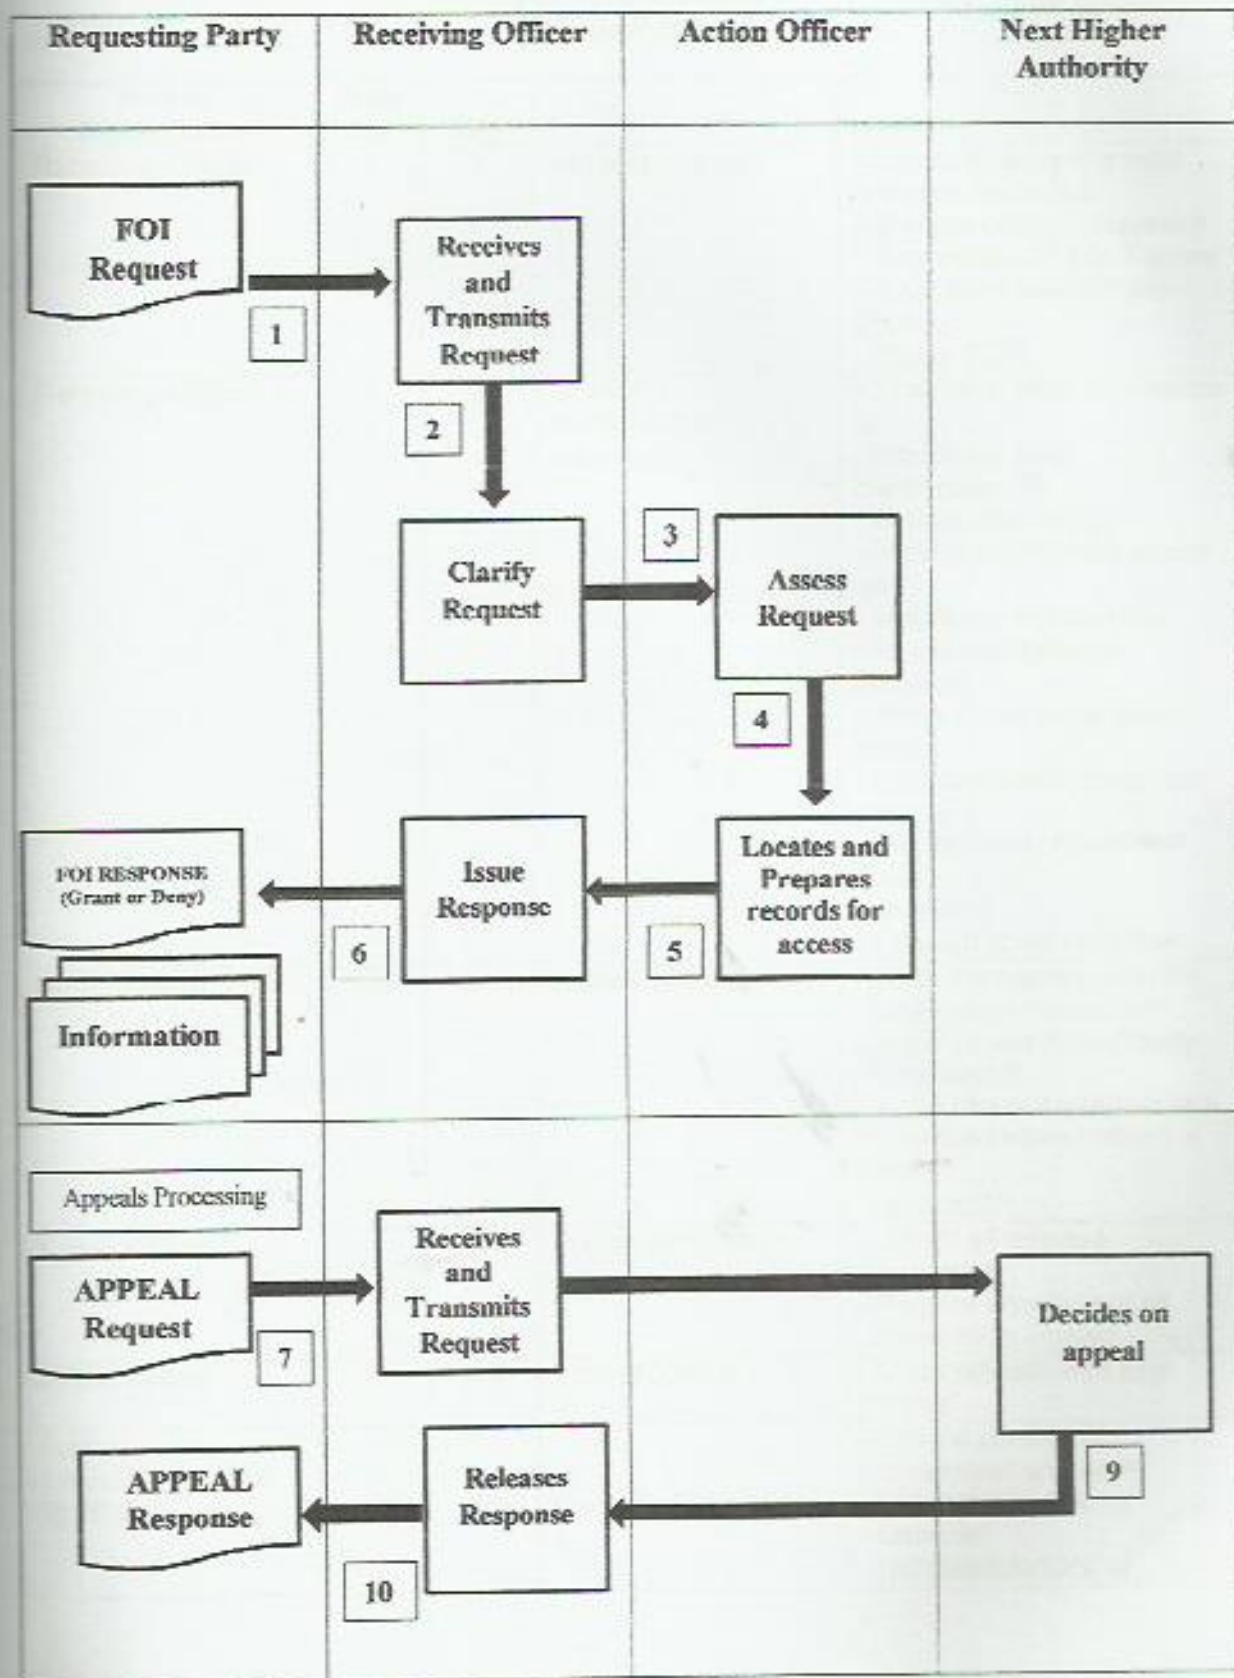 Requesting Party
Receiving Officer
Action Officer
Next Higher
Authority
FOI
Request
1
Receives
and
Transmits
Request
2
Clarify
Request
3
Assess
Request
4
Locates and
Prepares
records for
access
5
Issue
Response
6
FOI RESPONSE
(Grant or Deny)
Information
Appeals Processing
APPEAL
Request
7
Receives
and
Transmits
Request
Decides on
appeal
9
Releases
Response
10
APPEAL
Response